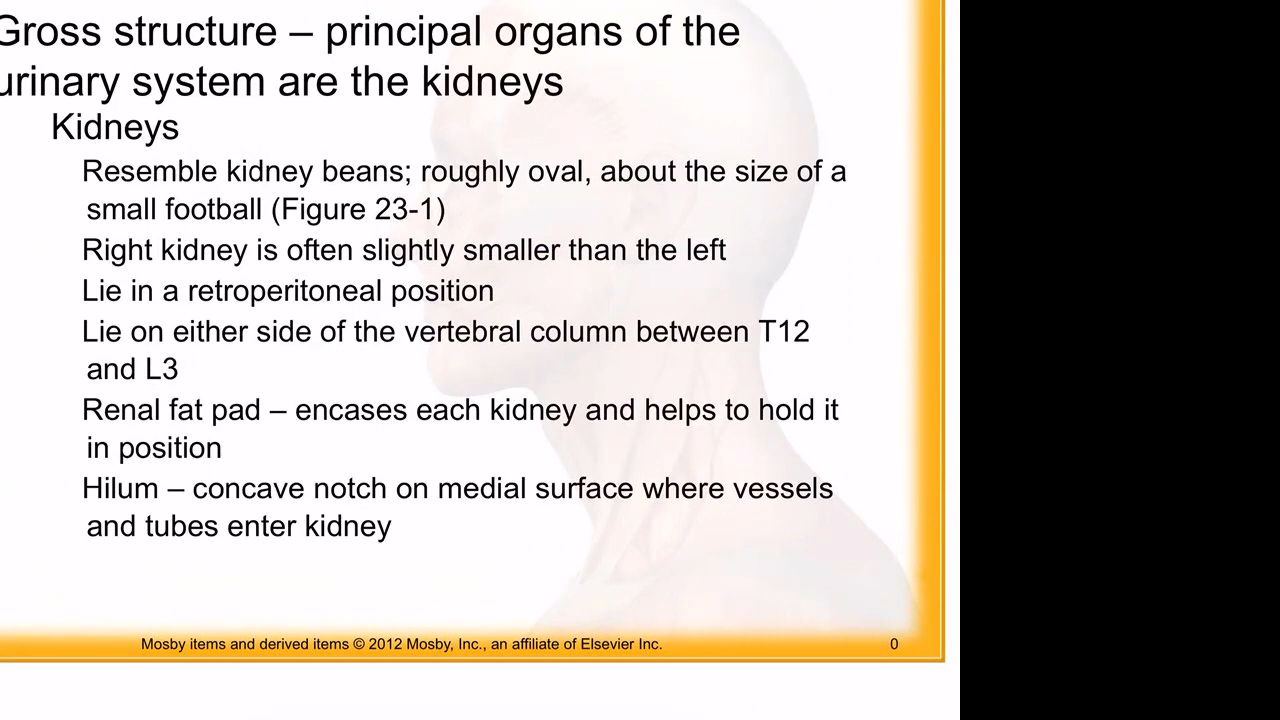 Gross structure – principal organs of the
urinary system are the kidneys
Kidneys
Resemble kidney beans; roughly oval, about the size of a
small football (Figure 23-1)
Right kidney is often slightly smaller than the left
Lie in a retroperitoneal position
Lie on either side of the vertebral column between T12
and L3
Renal fat pad – encases each kidney and helps to hold it
in position
Hilum – concave notch on medial surface where vessels
and tubes enter kidney
Mosby items and derived items © 2012 Mosby, Inc., an affiliate of Elsevier Inc. 0